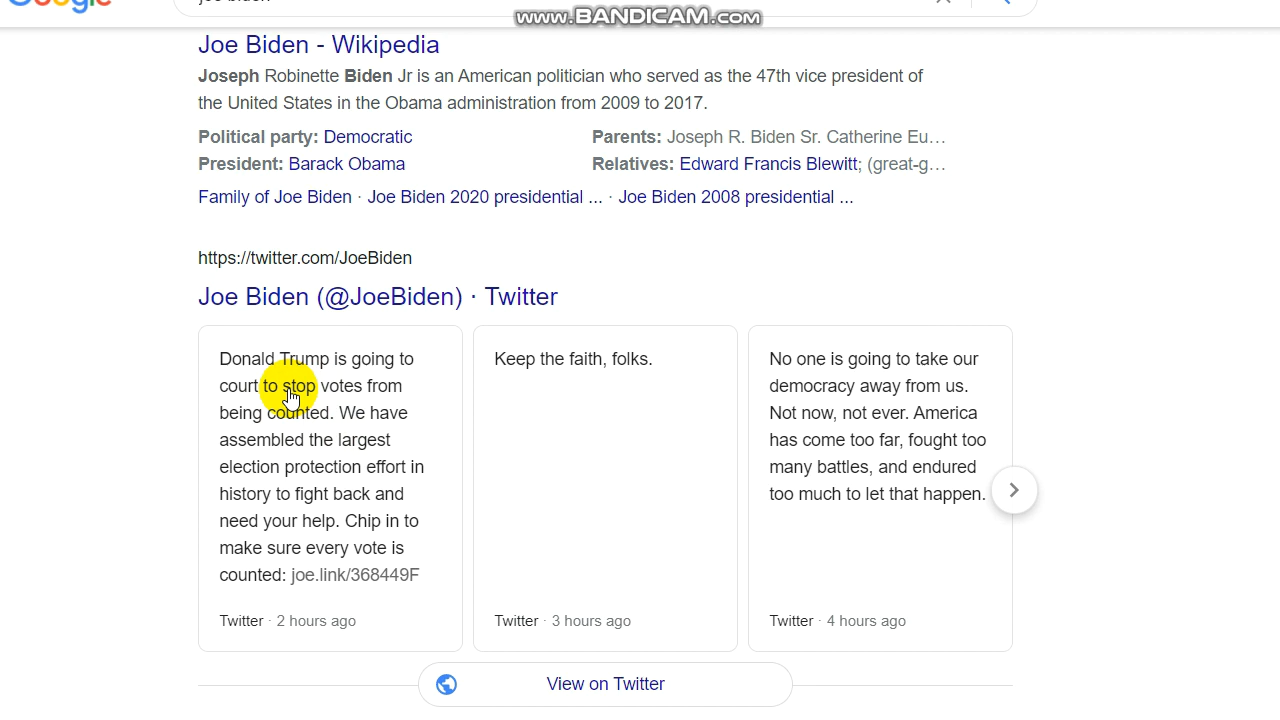 Google
joe biden
www.BANDICAM.com
Joe Biden - Wikipedia
Joseph Robinette Biden Jr is an American politician who served as the 47th vice president of
the United States in the Obama administration from 2009 to 2017.
Political party: Democratic
Parents: Joseph R. Biden Sr. Catherine Eu...
President: Barack Obama
Relatives: Edward Francis Blewitt; (great-g...
Family of Joe Biden · Joe Biden 2020 presidential ... · Joe Biden 2008 presidential ...
https://twitter.com/JoeBiden
Joe Biden (@JoeBiden) · Twitter
Donald Trump is going to
court to stop votes from
being counted. We have
assembled the largest
election protection effort in
history to fight back and
need your help. Chip in to
make sure every vote is
counted: joe.link/368449F
Twitter · 2 hours ago
Keep the faith, folks.
Twitter · 3 hours ago
No one is going to take our
democracy away from us.
Not now, not ever. America
has come too far, fought too
many battles, and endured
too much to let that happen.
Twitter · 4 hours ago
View on Twitter